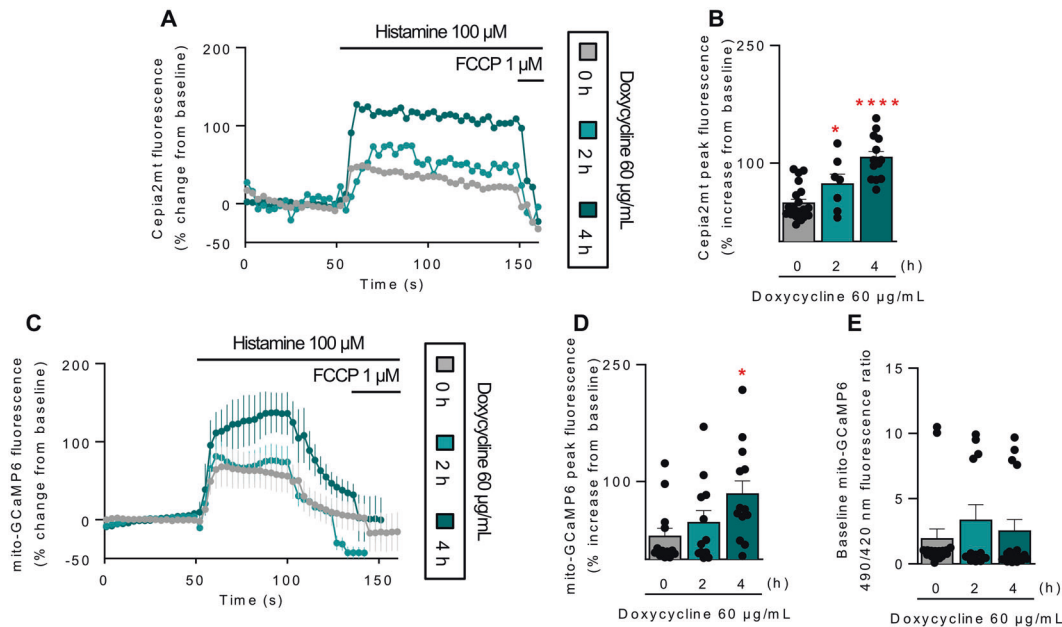 A
Histamine 100 µM
FCCP 1 µM
Cepia2mt fluorescence
(% change from baseline)
200
100
0
-50
0
50
100
150
Time (s)
Doxycycline 60 µg/mL
0 h
2 h
4 h
B
Cepia2mt peak fluorescence
(% increase from baseline)
250
100
*
****
0 2 4 (h)
Doxycycline 60 µg/mL
C
Histamine 100 µM
FCCP 1 µM
mito-GCaMP6 fluorescence
(% change from baseline)
200
100
0
-50
0
50
100
150
Time (s)
Doxycycline 60 µg/mL
0 h
2 h
4 h
D
mito-GCaMP6 peak fluorescence
(% increase from baseline)
250
100
*
0 2 4 (h)
Doxycycline 60 µg/mL
E
Baseline mito-GCaMP6
490/420 nm fluorescence ratio
15
10
5
0
0 2 4 (h)
Doxycycline 60 µg/mL